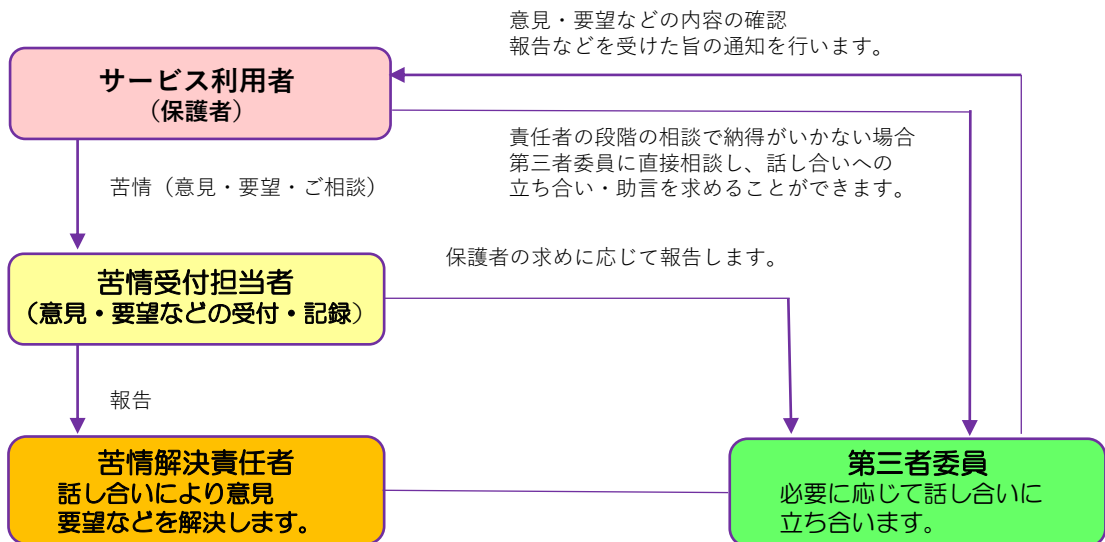 意見・要望などの内容の確認
報告などを受けた旨の通知を行います。
サービス利用者
（保護者）
責任者の段階の相談で納得がいかない場合
第三者委員に直接相談し、話し合いへの
立ち合い・助言を求めることができます。
苦情（意見・要望・ご相談）
保護者の求めに応じて報告します。
苦情受付担当者
（意見・要望などの受付・記録）
報告
苦情解決責任者
話し合いにより意見
要望などを解決します。
第三者委員
必要に応じて話し合いに
立ち合います。